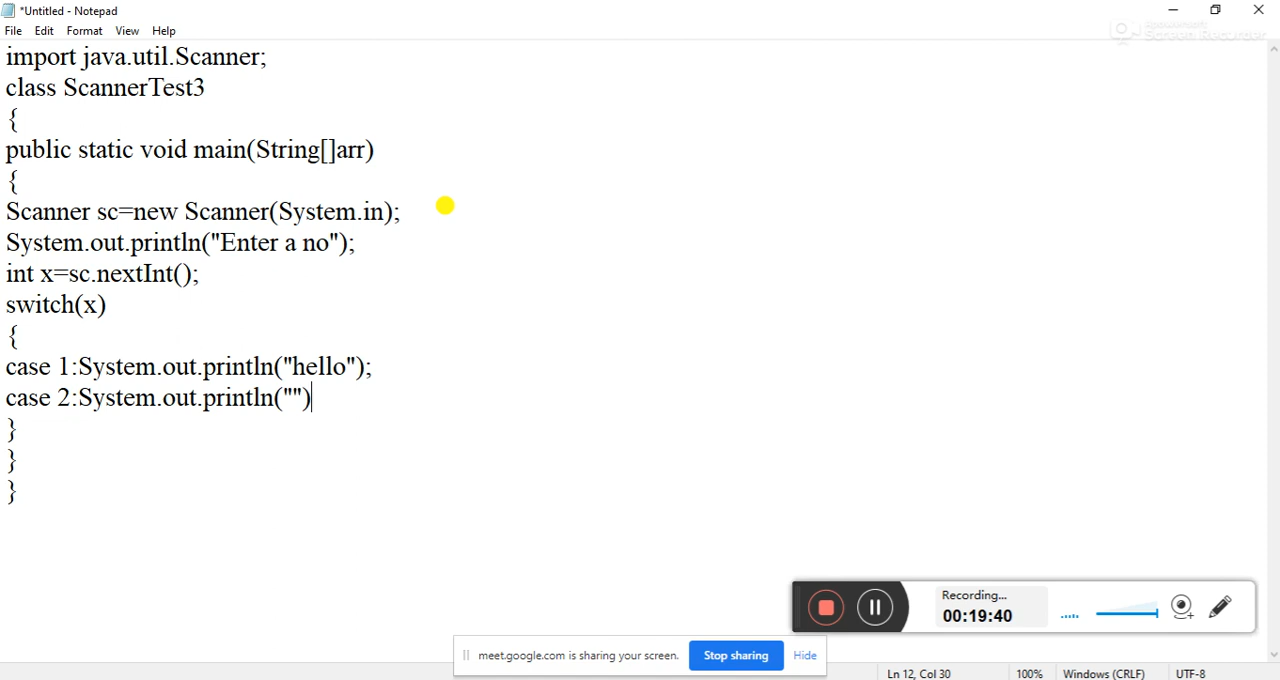 *Untitled - Notepad
File Edit Format View Help
Apowersoft
Screen Recorder
import java.util.Scanner;
class ScannerTest3
{
public static void main(String[]arr)
{
Scanner sc=new Scanner(System.in);
System.out.println("Enter a no");
int x=sc.nextInt();
switch(x)
{
case 1:System.out.println("hello");
case 2:System.out.println("")
}
}
}
Recording...
00:19:40
meet.google.com is sharing your screen. Stop sharing Hide
Ln 12, Col 30 100% Windows (CRLF) UTF-8